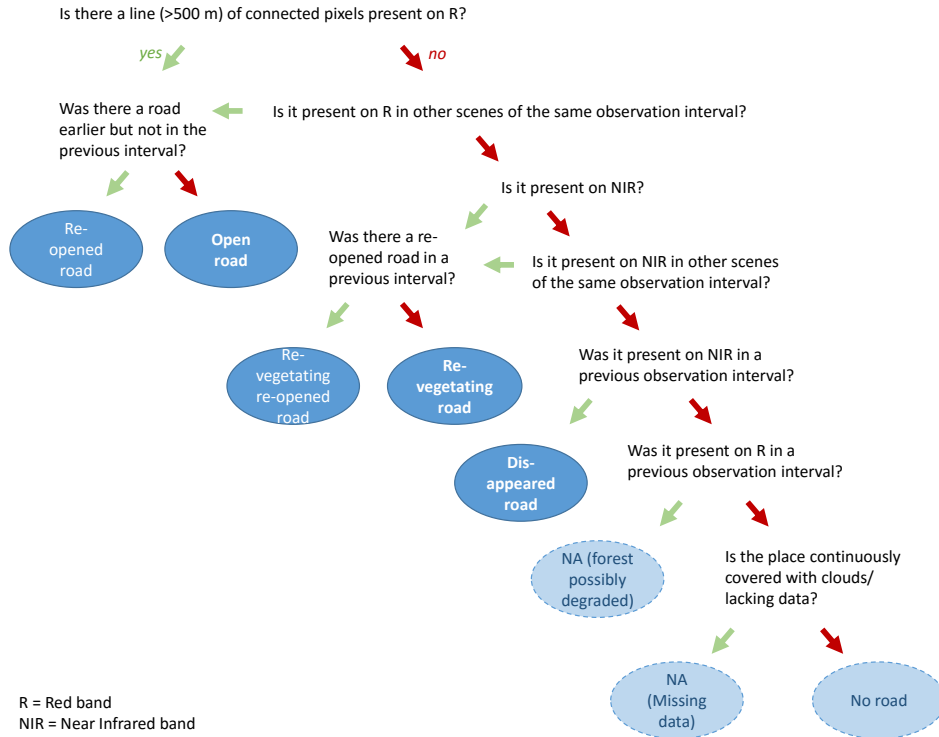 Is there a line (>500 m) of connected pixels present on R?
yes
no
Was there a road
earlier but not in the
previous interval?
Is it present on R in other scenes of the same observation interval?
Is it present on NIR?
Re-
opened
road
Open
road
Was there a re-
opened road in a
previous interval?
Is it present on NIR in other scenes
of the same observation interval?
Re-
vegetating
re-opened
road
Re-
vegetating
road
Was it present on NIR in a
previous observation interval?
Dis-
appeared
road
Was it present on R in a
previous observation interval?
NA (forest
possibly
degraded)
Is the place continuously
covered with clouds/
lacking data?
NA
(Missing
data)
No road
R = Red band
NIR = Near Infrared band